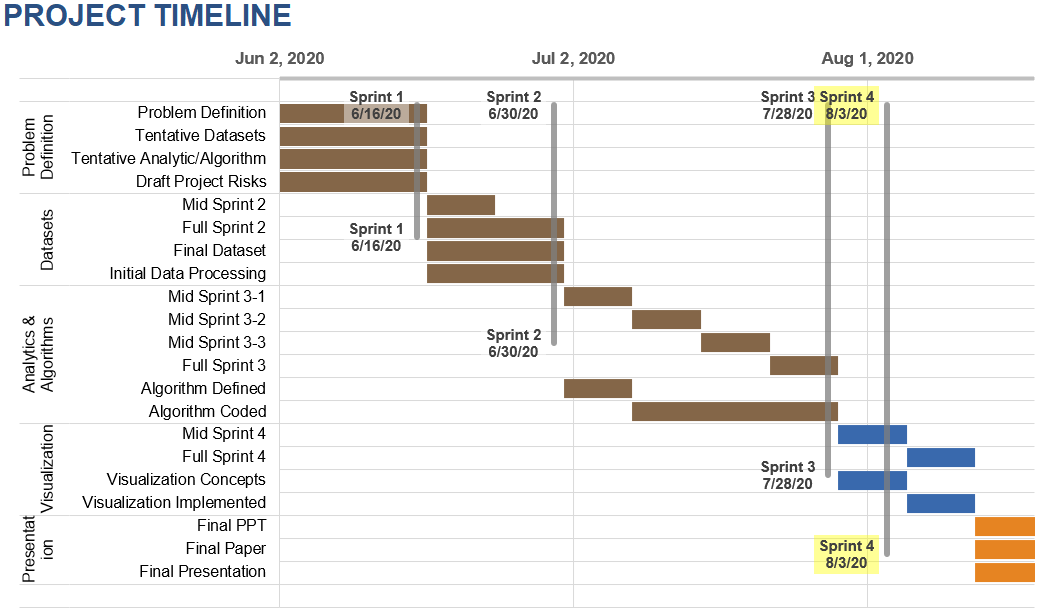 PROJECT TIMELINE
Jun 2, 2020 Jul 2, 2020 Aug 1, 2020
Sprint 1 Sprint 2 Sprint 3 Sprint 4
6/16/20 6/30/20 7/28/20 8/3/20
Problem
Definition
Problem Definition
Tentative Datasets
Tentative Analytic/Algorithm
Draft Project Risks
Datasets
Mid Sprint 2
Full Sprint 2
Sprint 1
6/16/20
Final Dataset
Initial Data Processing
Analytics &
Algorithms
Mid Sprint 3-1
Mid Sprint 3-2
Mid Sprint 3-3
Sprint 2
6/30/20
Full Sprint 3
Algorithm Defined
Algorithm Coded
Visualization
Mid Sprint 4
Full Sprint 4
Visualization Concepts
Sprint 3
7/28/20
Visualization Implemented
Presentat
ion
Final PPT
Final Paper
Final Presentation
Sprint 4
8/3/20